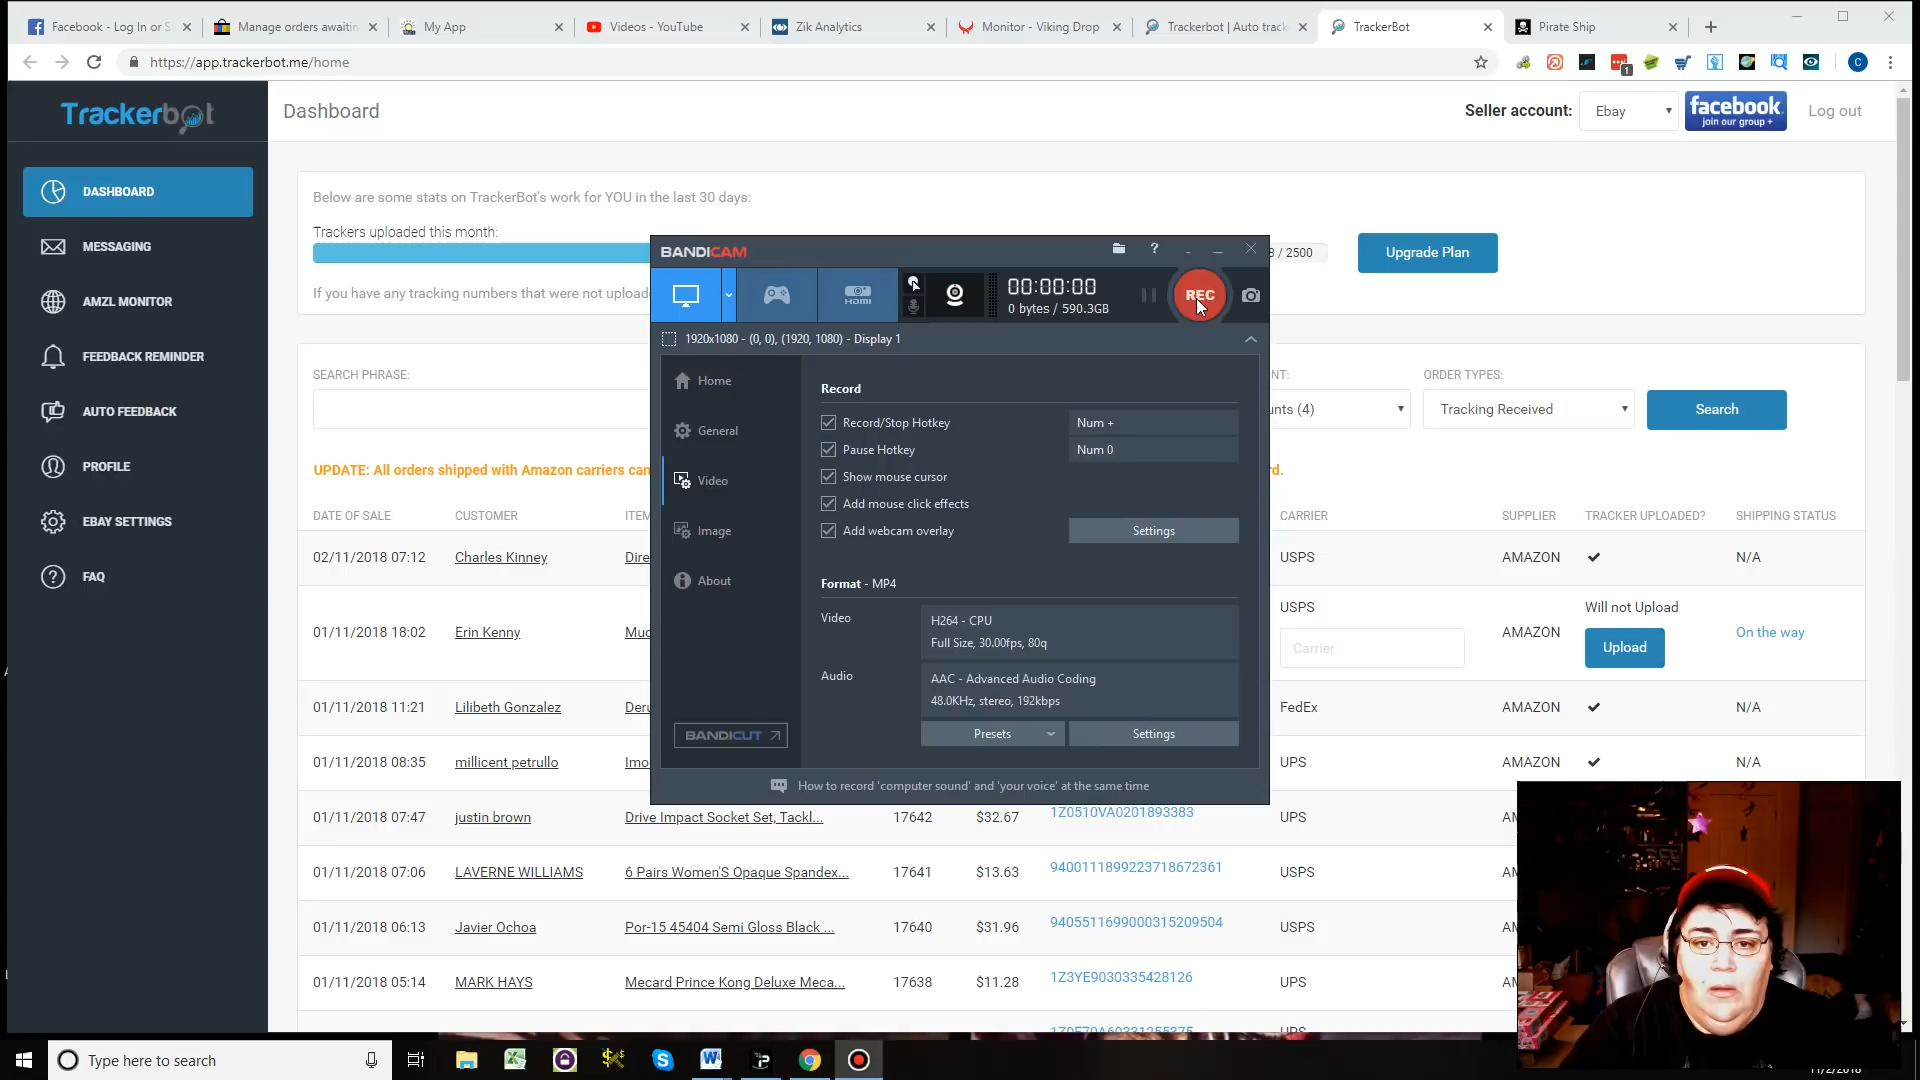 Facebook - Log In or S
Manage orders awaitin
My App
Videos - YouTube
Zik Analytics
Monitor - Viking Drop
Trackerbot | Auto track
TrackerBot
Pirate Ship
https://app.trackerbot.me/home
1
C
Trackerbot
Dashboard
Seller account:
Ebay
facebook
join our group +
Log out
DASHBOARD
MESSAGING
AMZL MONITOR
FEEDBACK REMINDER
AUTO FEEDBACK
PROFILE
EBAY SETTINGS
FAQ
Below are some stats on TrackerBot's work for YOU in the last 30 days:
Trackers uploaded this month:
/ 2500
Upgrade Plan
If you have any tracking numbers that were not uploade
SEARCH PHRASE:
NT:
ORDER TYPES:
unts (4)
Tracking Received
Search
UPDATE: All orders shipped with Amazon carriers can
rd.
DATE OF SALE
CUSTOMER
ITEM
CARRIER
SUPPLIER
TRACKER UPLOADED?
SHIPPING STATUS
02/11/2018 07:12
Charles Kinney
Dire
USPS
AMAZON
✔
N/A
01/11/2018 18:02
Erin Kenny
Muc
USPS
Carrier
AMAZON
Will not Upload
Upload
On the way
01/11/2018 11:21
Lilibeth Gonzalez
Deru
FedEx
AMAZON
✔
N/A
01/11/2018 08:35
millicent petrullo
Imo
UPS
AMAZON
✔
N/A
01/11/2018 07:47
justin brown
Drive Impact Socket Set, Tackl...
17642
$32.67
1Z0510VA0201893383
UPS
AM
01/11/2018 07:06
LAVERNE WILLIAMS
6 Pairs Women'S Opaque Spandex...
17641
$13.63
9400111899223718672361
USPS
AM
01/11/2018 06:13
Javier Ochoa
Por-15 45404 Semi Gloss Black ...
17640
$31.96
9405511699000315209504
USPS
AM
01/11/2018 05:14
MARK HAYS
Mecard Prince Kong Deluxe Meca...
17638
$11.28
1Z3YE9030335428126
UPS
AM
UPS
BANDICAM
?
HDMI
00:00:00
0 bytes / 590.3GB
REC
1920x1080 - (0, 0), (1920, 1080) - Display 1
Home
General
Video
Image
About
BANDICUT
Record
Record/Stop Hotkey
Num +
Pause Hotkey
Num 0
Show mouse cursor
Add mouse click effects
Add webcam overlay
Settings
Format - MP4
Video
H264 - CPU
Full Size, 30.00fps, 80q
Audio
AAC - Advanced Audio Coding
48.0KHz, stereo, 192kbps
Presets
Settings
How to record 'computer sound' and 'your voice' at the same time
Type here to search
11/2/2018